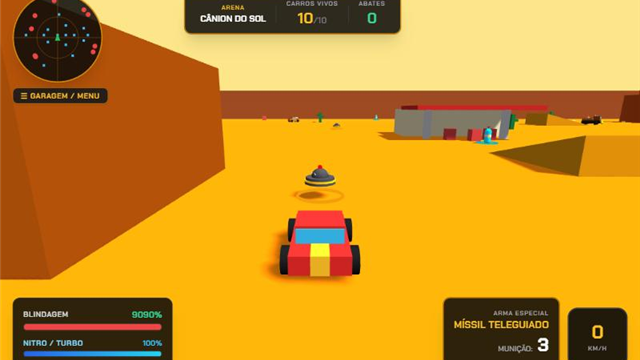 ARENA
CÂNION DO SOL
CARROS VIVOS
10/10
ABATES
0
☰ GARAGEM / MENU
BLINDAGEM
9090%
NITRO / TURBO
100%
ARMA ESPECIAL
MÍSSIL TELEGUIADO
MUNIÇÃO: 3
0
KM/H